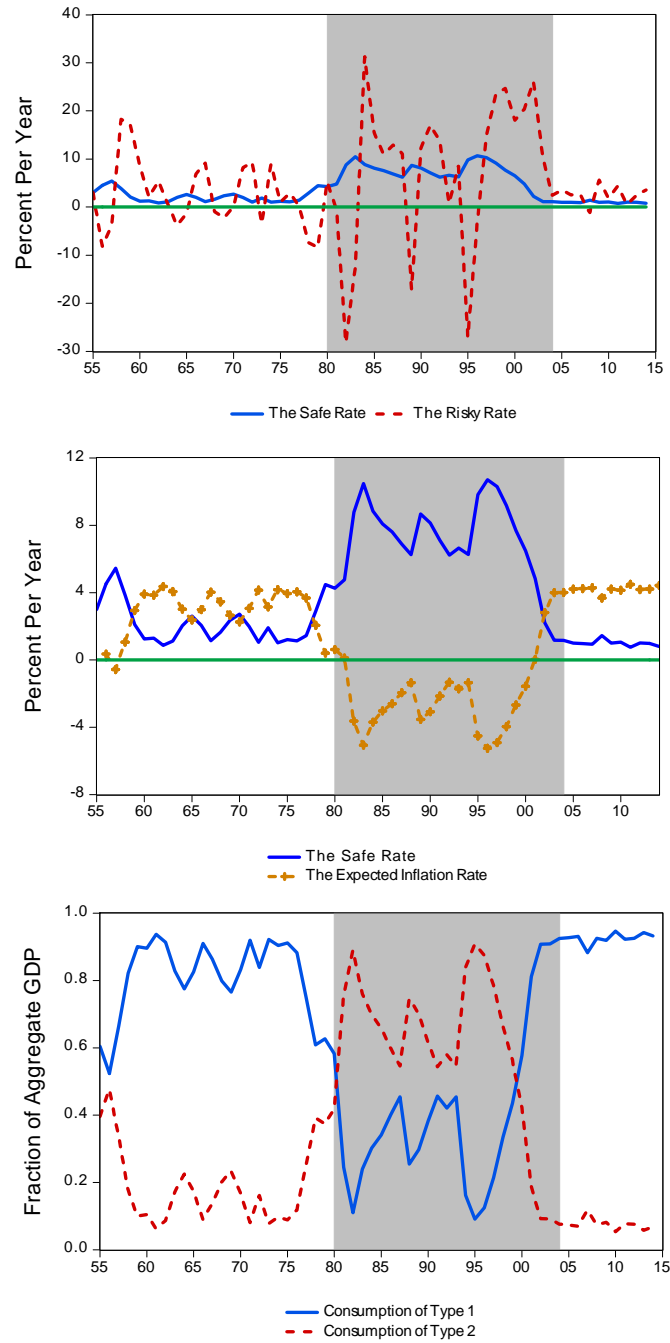 40
30
20
10
0
-10
-20
-30
Percent Per Year
55 60 65 70 75 80 85 90 95 00 05 10 15
The Safe Rate The Risky Rate
12
8
4
0
-4
-8
Percent Per Year
55 60 65 70 75 80 85 90 95 00 05 10
The Safe Rate
The Expected Inflation Rate
1.0
0.8
0.6
0.4
0.2
0.0
Fraction of Aggregate GDP
55 60 65 70 75 80 85 90 95 00 05 10 15
Consumption of Type 1
Consumption of Type 2